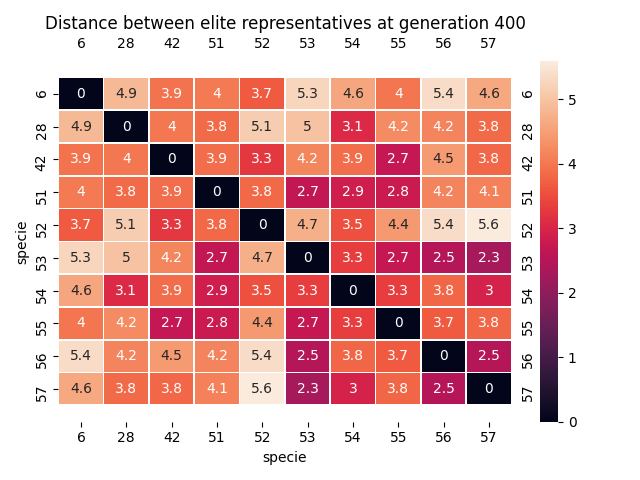 Distance between elite representatives at generation 400
6 28 42 51 52 53 54 55 56 57
6 0 4.9 3.9 4 3.7 5.3 4.6 4 5.4 4.6 6
28 4.9 0 4 3.8 5.1 5 3.1 4.2 4.2 3.8 28
42 3.9 4 0 3.9 3.3 4.2 3.9 2.7 4.5 3.8 42
51 4 3.8 3.9 0 3.8 2.7 2.9 2.8 4.2 4.1 51
52 3.7 5.1 3.3 3.8 0 4.7 3.5 4.4 5.4 5.6 52
53 5.3 5 4.2 2.7 4.7 0 3.3 2.7 2.5 2.3 53
54 4.6 3.1 3.9 2.9 3.5 3.3 0 3.3 3.8 3 54
55 4 4.2 2.7 2.8 4.4 2.7 3.3 0 3.7 3.8 55
56 5.4 4.2 4.5 4.2 5.4 2.5 3.8 3.7 0 2.5 56
57 4.6 3.8 3.8 4.1 5.6 2.3 3 3.8 2.5 0 57
6 28 42 51 52 53 54 55 56 57
specie
specie
5
4
3
2
1
0